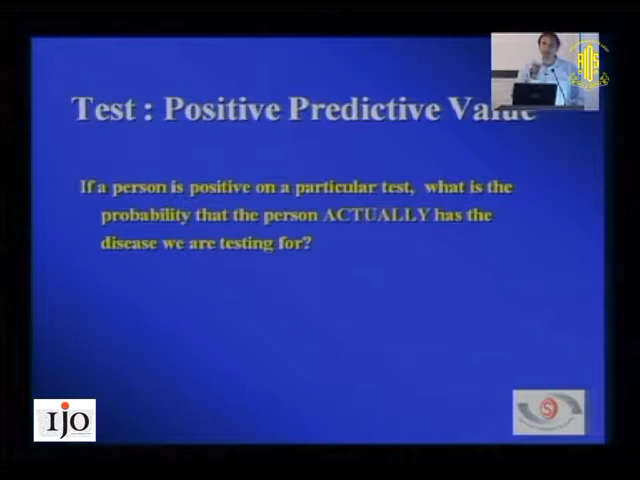 Test : Positive Predictive Value
If a person is positive on a particular test, what is the
probability that the person ACTUALLY has the
disease we are testing for?
IJO
S